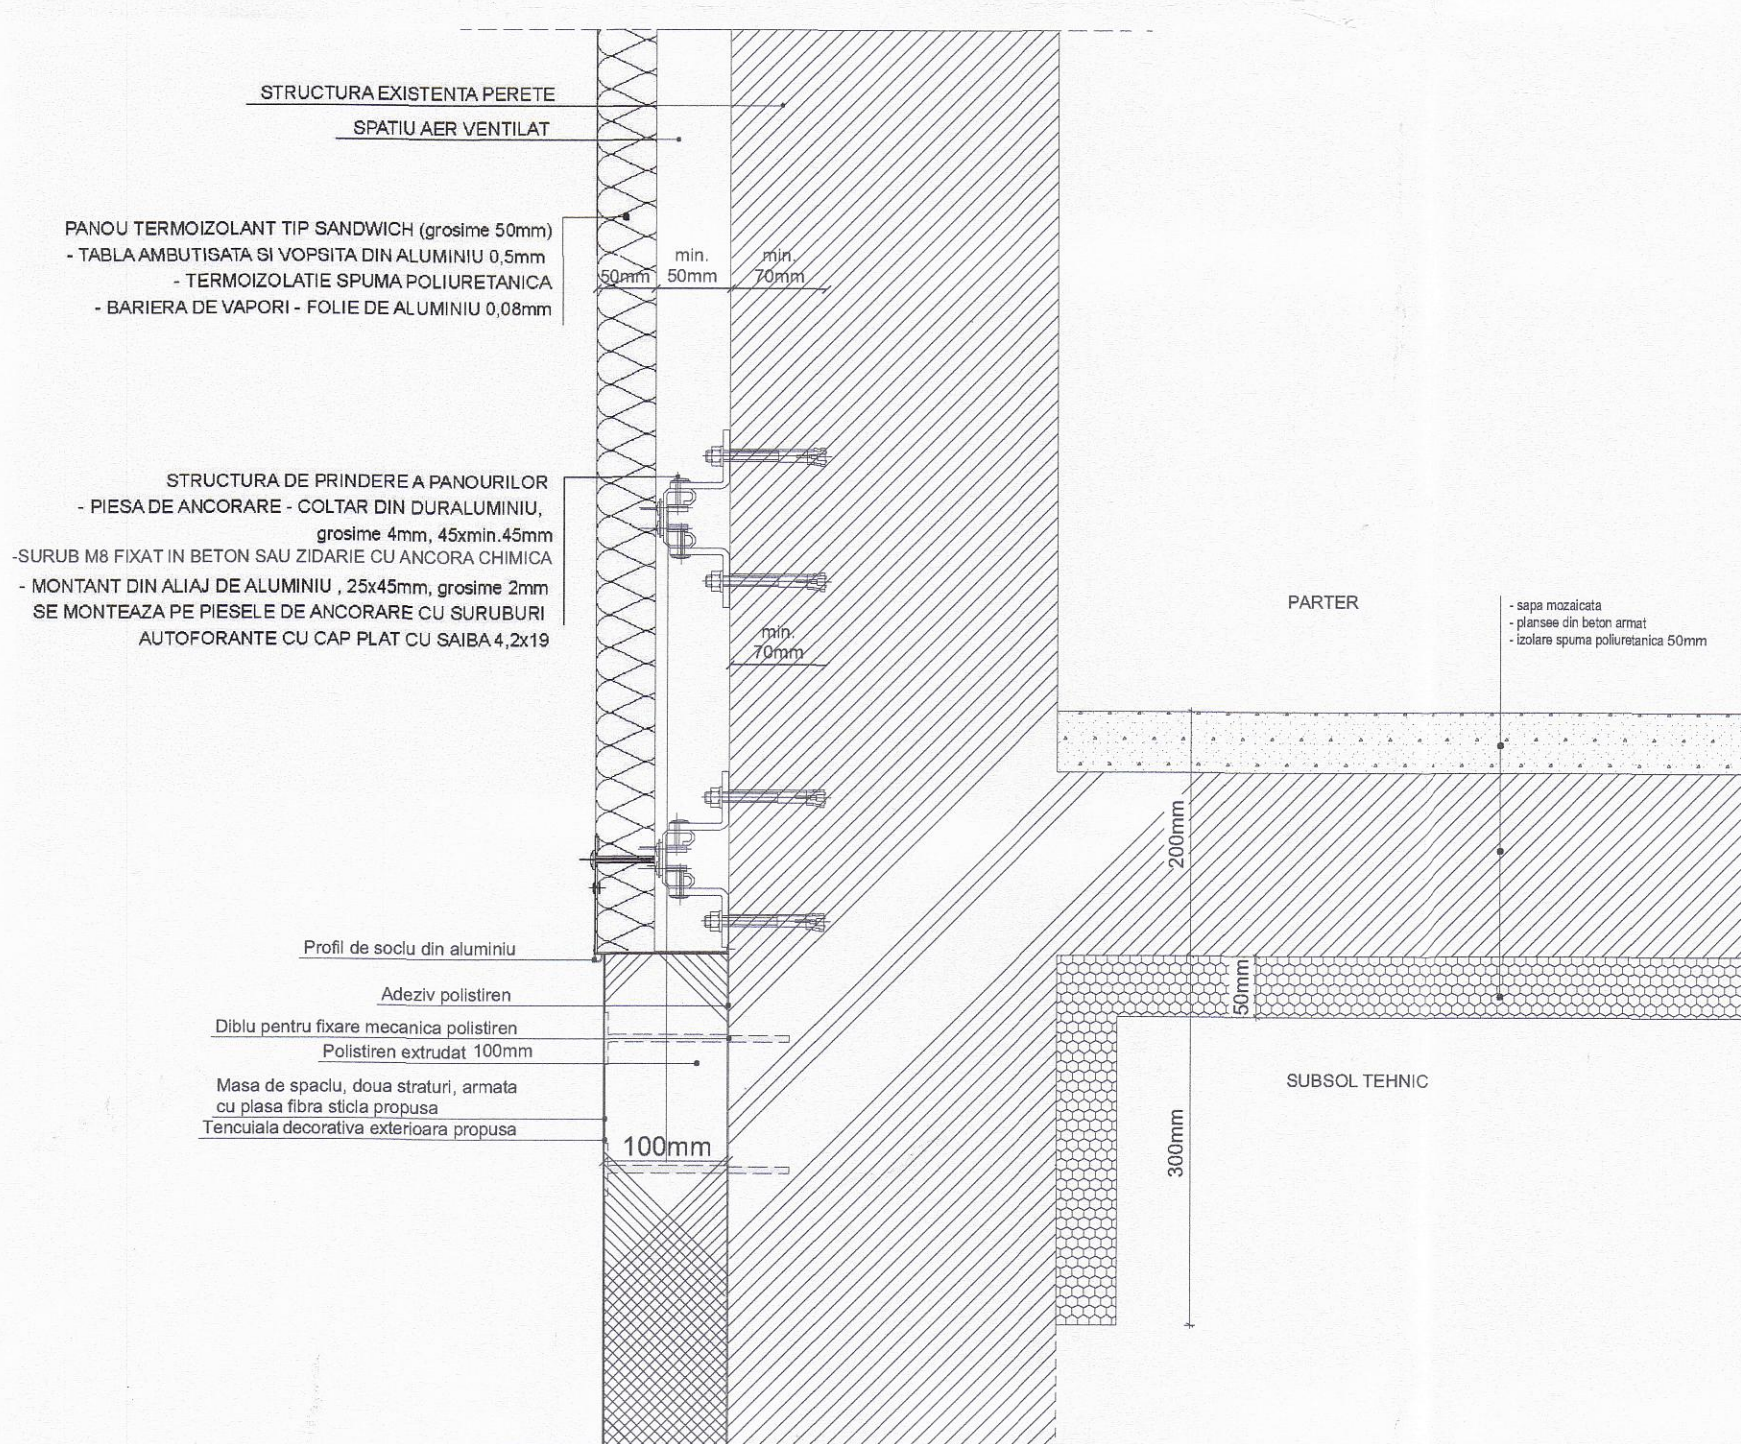 STRUCTURA EXISTENTA PERETE
SPATIU AER VENTILAT
PANOU TERMOIZOLANT TIP SANDWICH (grosime 50mm)
- TABLA AMBUTISATA SI VOPSITA DIN ALUMINIU 0,5mm
- TERMOIZOLATIE SPUMA POLIURETANICA
- BARIERA DE VAPORI - FOLIE DE ALUMINIU 0,08mm
50mm
min.
50mm
min.
70mm
STRUCTURA DE PRINDERE A PANOURILOR
- PIESA DE ANCORARE - COLTAR DIN DURALUMINIU,
grosime 4mm, 45xmin.45mm
-SURUB M8 FIXAT IN BETON SAU ZIDARIE CU ANCORA CHIMICA
- MONTANT DIN ALIAJ DE ALUMINIU , 25x45mm, grosime 2mm
SE MONTEAZA PE PIESELE DE ANCORARE CU SURUBURI
AUTOFORANTE CU CAP PLAT CU SAIBA 4,2x19
min.
70mm
PARTER
- sapa mozaicata
- plansee din beton armat
- izolare spuma poliuretanica 50mm
200mm
50mm
300mm
SUBSOL TEHNIC
Profil de soclu din aluminiu
Adeziv polistiren
Diblu pentru fixare mecanica polistiren
Polistiren extrudat 100mm
Masa de spaclu, doua straturi, armata
cu plasa fibra sticla propusa
Tencuiala decorativa exterioara propusa
100mm